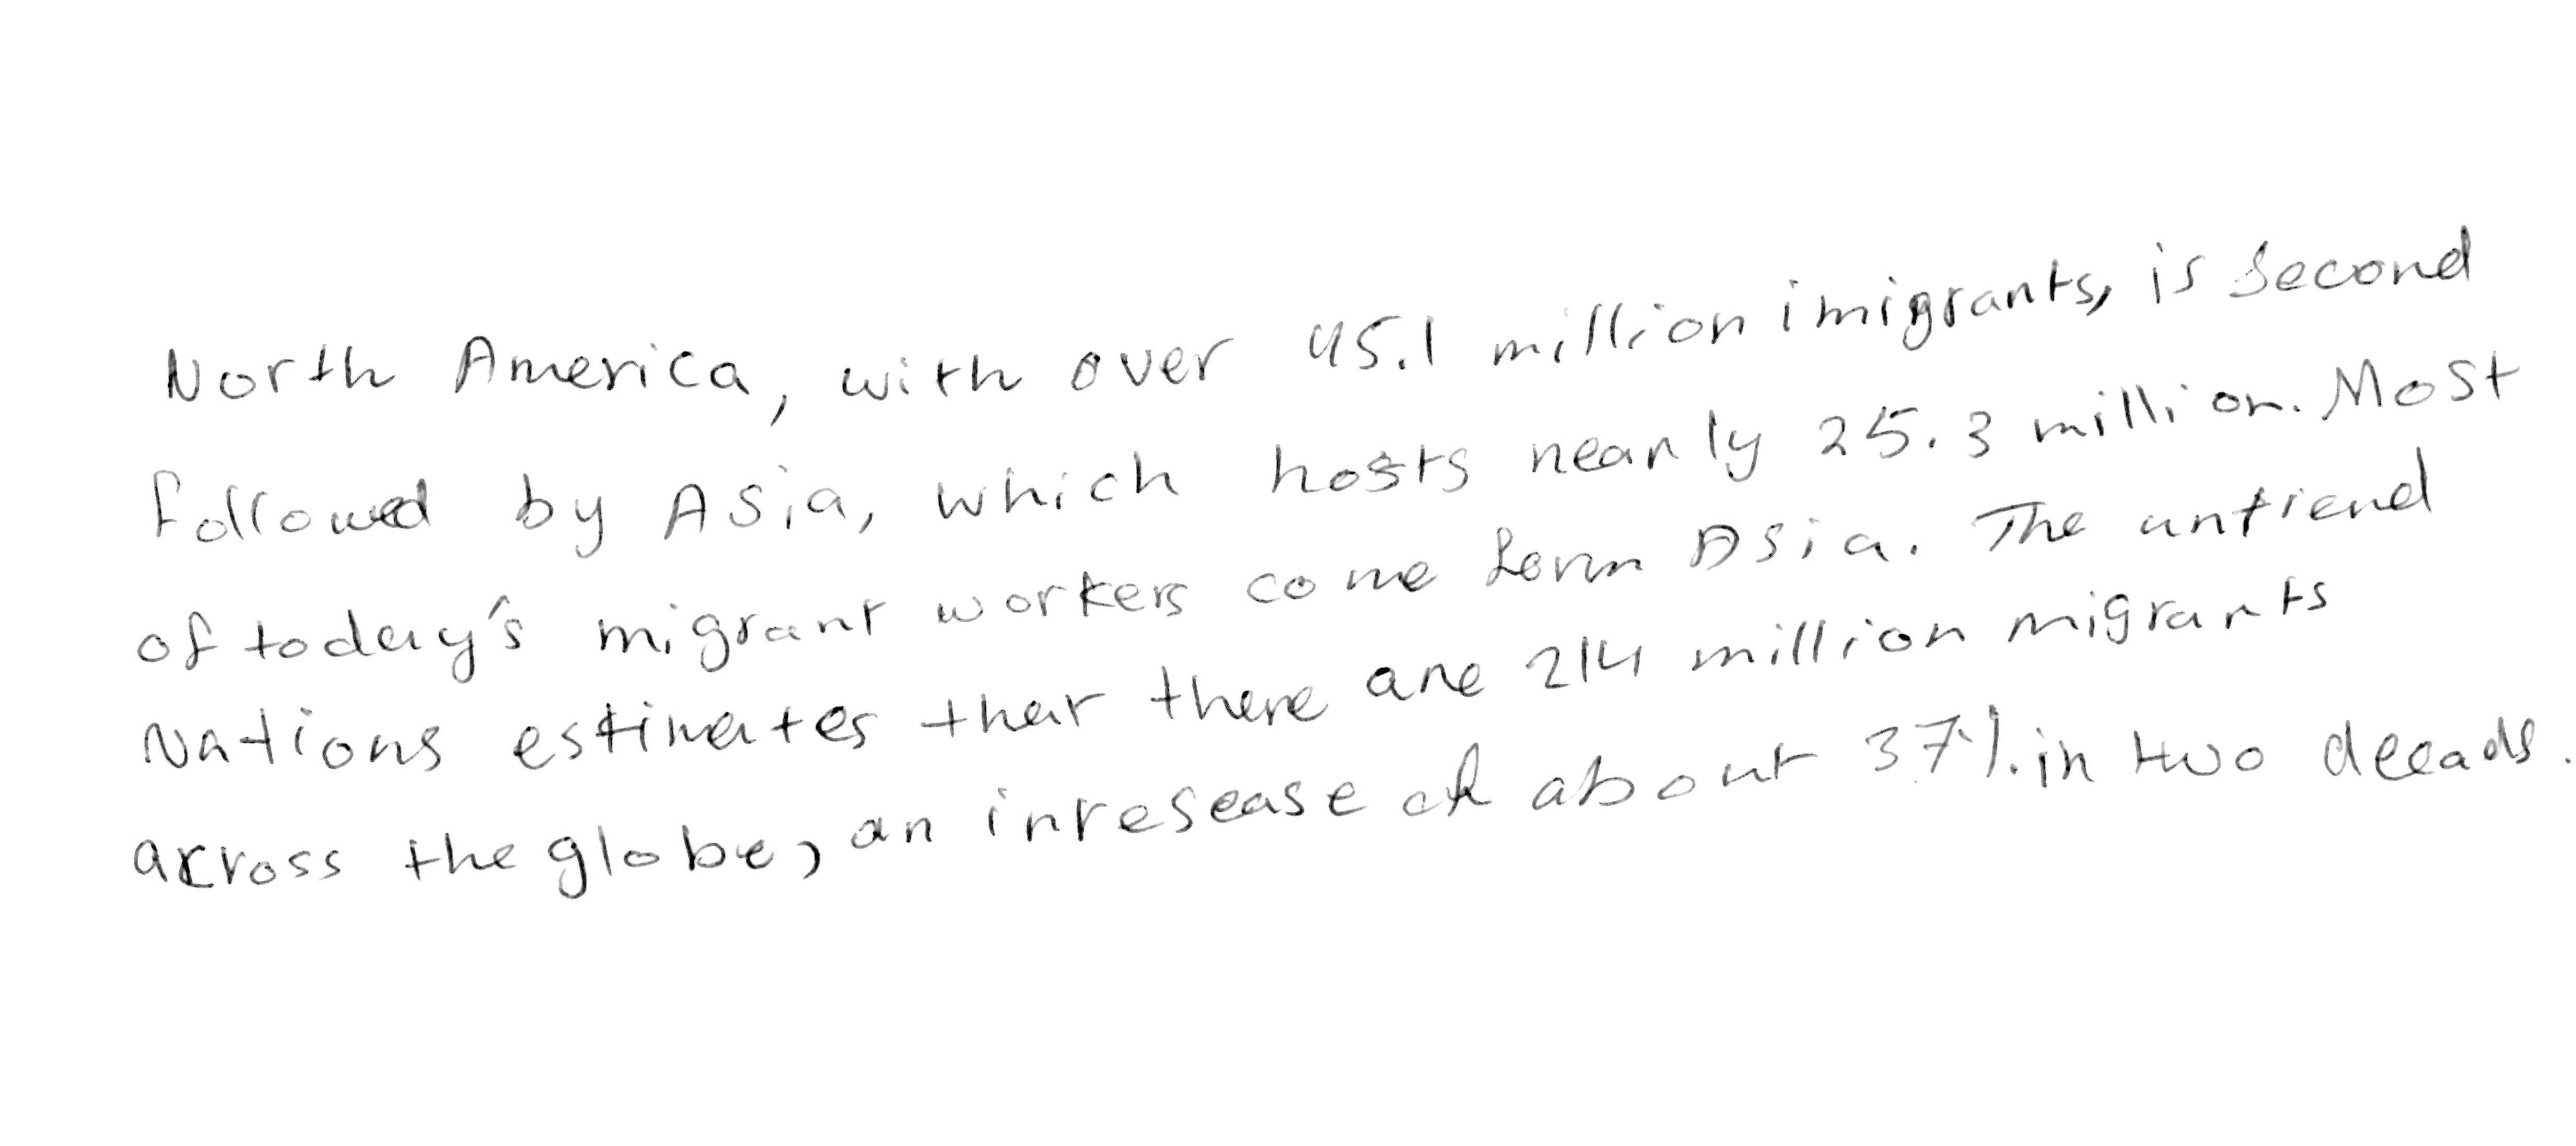 North America, with over 45.1 million imigrants, is second
followed by Asia, which hosts nearly 25.3 million. Most
of today's migrant workers come Asia. The untiend
Nations estimates that there are 214 million migrants
across the globe, an intesease of about 37% in two decads.